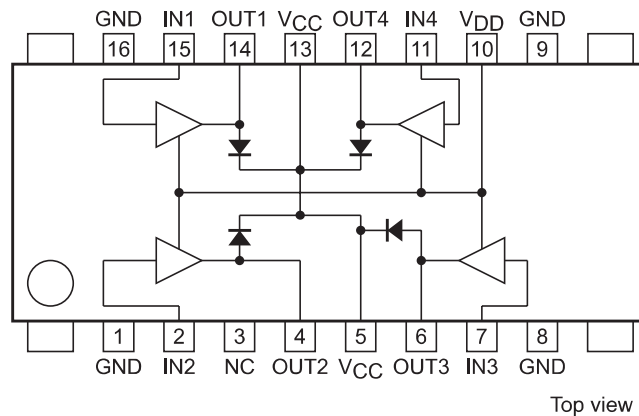 GND IN1 OUT1 VCC OUT4 IN4 VDD GND
16 15 14 13 12 11 10 9
1 2 3 4 5 6 7 8
GND IN2 NC OUT2 VCC OUT3 IN3 GND
Top view